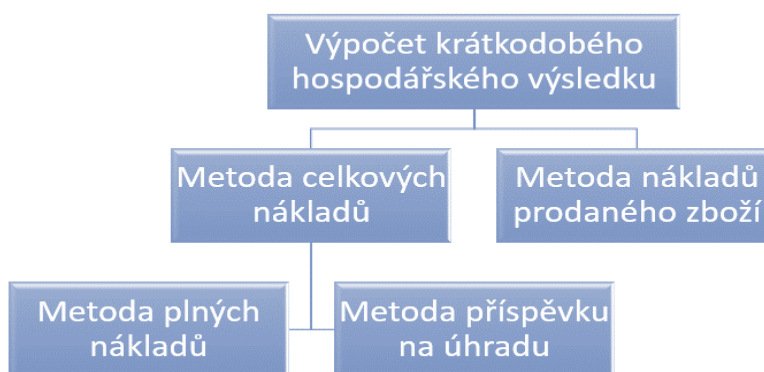 Výpočet krátkodobého
hospodářského výsledku
Metoda celkových
nákladů
Metoda nákladů
prodaného zboží
Metoda plných
nákladů
Metoda příspěvku
na úhradu